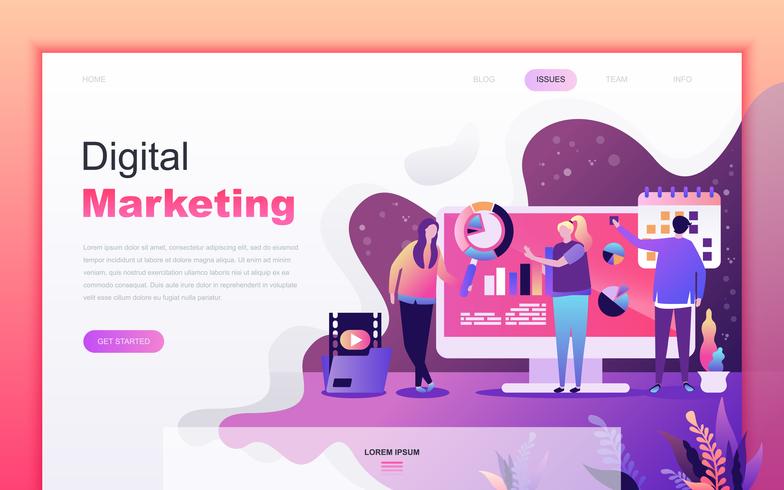 HOME BLOG ISSUES TEAM INFO
Digital
Marketing
Lorem ipsum dolor sit amet, consectetur adipiscing elit, sed do
eiusmod tempor incididunt ut labore et dolore magna aliqua. Ut
enim ad minim veniam, quis nostrud exercitation ullamco laboris
nisi ut aliquip ex ea commodo consequat. Duis aute irure dolor in
reprehenderit in voluptate velit esse cillum dolore eu fugiat
nulla pariatur.
GET STARTED
LOREM IPSUM